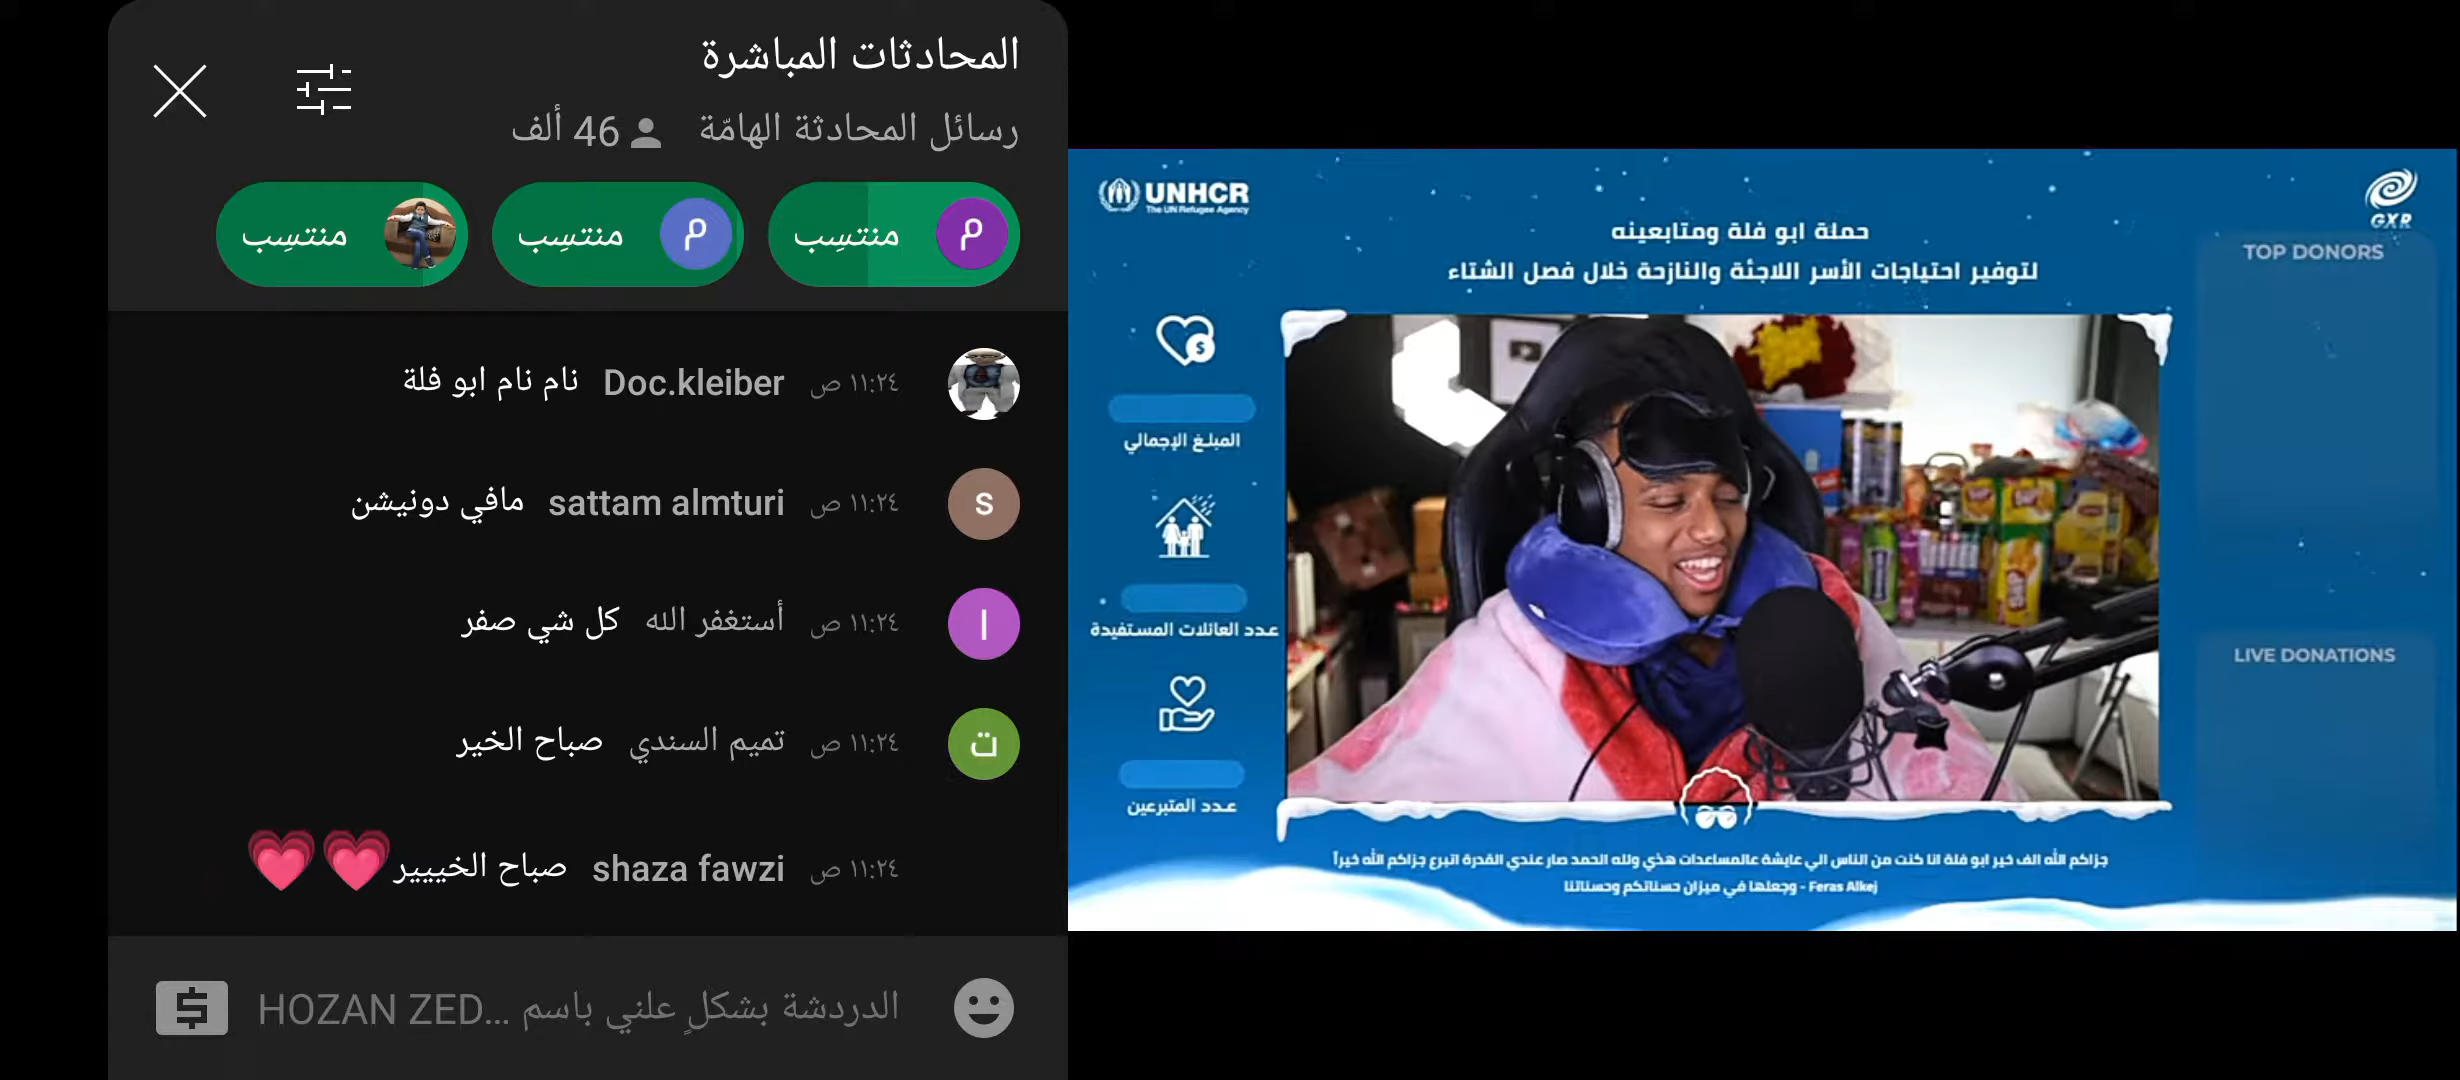 المحادثات المباشرة
رسائل المحادثة الهامّة 46 ألف
م منتسِب
م منتسِب
منتسِب
١١:٢٤ ص Doc.kleiber نام نام ابو فلة
s ١١:٢٤ ص sattam almturi مافي دونيشن
ا ١١:٢٤ ص أستغفر الله كل شي صفر
ت ١١:٢٤ ص تميم السندي صباح الخير
١١:٢٤ ص shaza fawzi صباح الخيييير
الدردشة بشكلٍ علني باسم HOZAN ZED...
UNHCR
The UN Refugee Agency
GXR
حملة ابو فلة ومتابعينه
لتوفير احتياجات الأسر اللاجئة والنازحة خلال فصل الشتاء
TOP DONORS
المبلغ الإجمالي
عدد العائلات المستفيدة
LIVE DONATIONS
عدد المتبرعين
جزاكم الله الف خير ابو فلة انا كنت من الناس الي عايشة عالمساعدات هذي ولله الحمد صار عندي القدرة اتبرع جزاكم الله خيراً
وجعلها في ميزان حسناتكم وحسناتنا - Feras Alkej